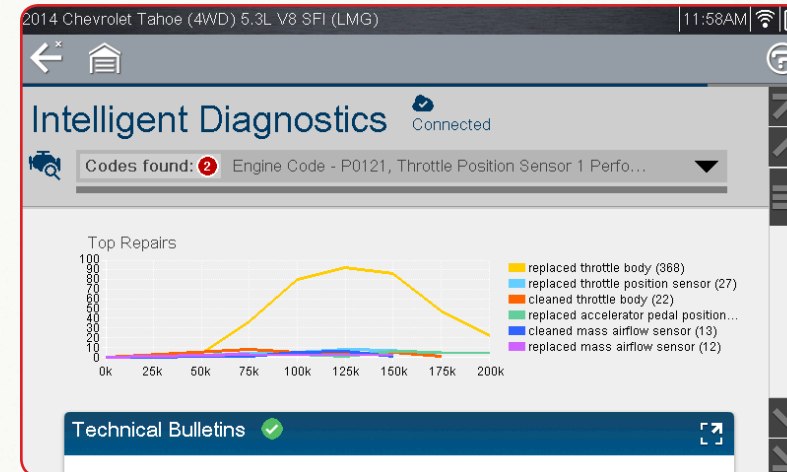 2014 Chevrolet Tahoe (4WD) 5.3L V8 SFI (LMG) 11:58AM
Intelligent Diagnostics Connected
Codes found: 2 Engine Code - P0121, Throttle Position Sensor 1 Perfo...
Top Repairs
100
90
80
70
60
50
40
30
20
10
0
0k 25k 50k 75k 100k 125k 150k 175k 200k
replaced throttle body (368)
replaced throttle position sensor (27)
cleaned throttle body (22)
replaced accelerator pedal position...
cleaned mass airflow sensor (13)
replaced mass airflow sensor (12)
Technical Bulletins